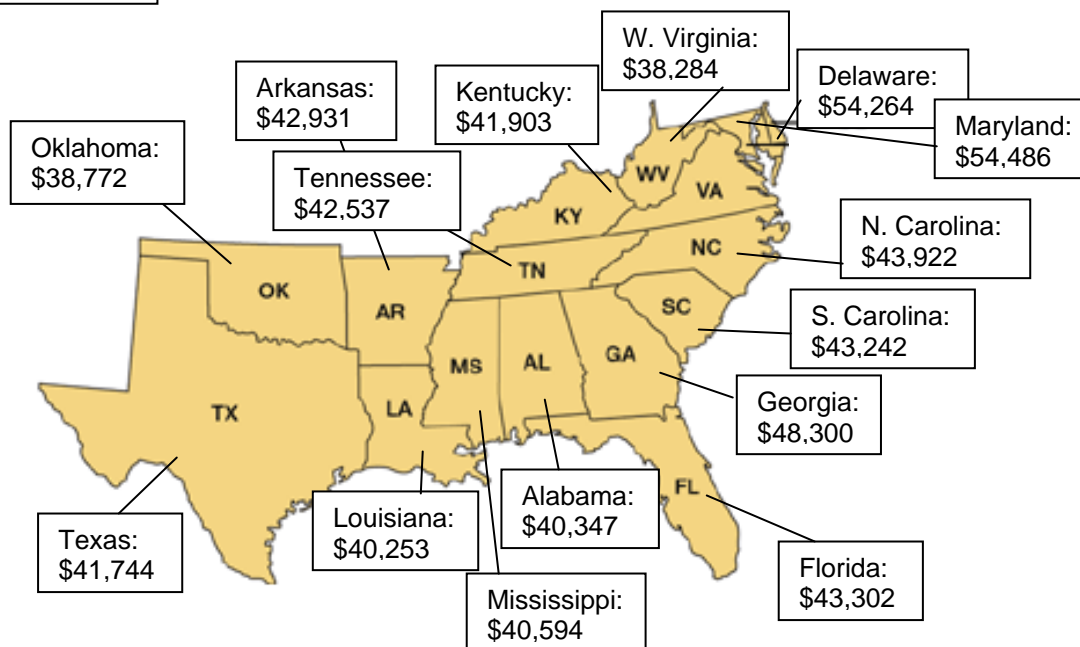 W. Virginia:
$38,284
Delaware:
$54,264
Maryland:
$54,486
Arkansas:
$42,931
Kentucky:
$41,903
Oklahoma:
$38,772
Tennessee:
$42,537
N. Carolina:
$43,922
S. Carolina:
$43,242
Georgia:
$48,300
Florida:
$43,302
Alabama:
$40,347
Mississippi:
$40,594
Louisiana:
$40,253
Texas:
$41,744
WV
VA
KY
NC
TN
OK
AR
SC
MS
AL
GA
LA
TX
FL